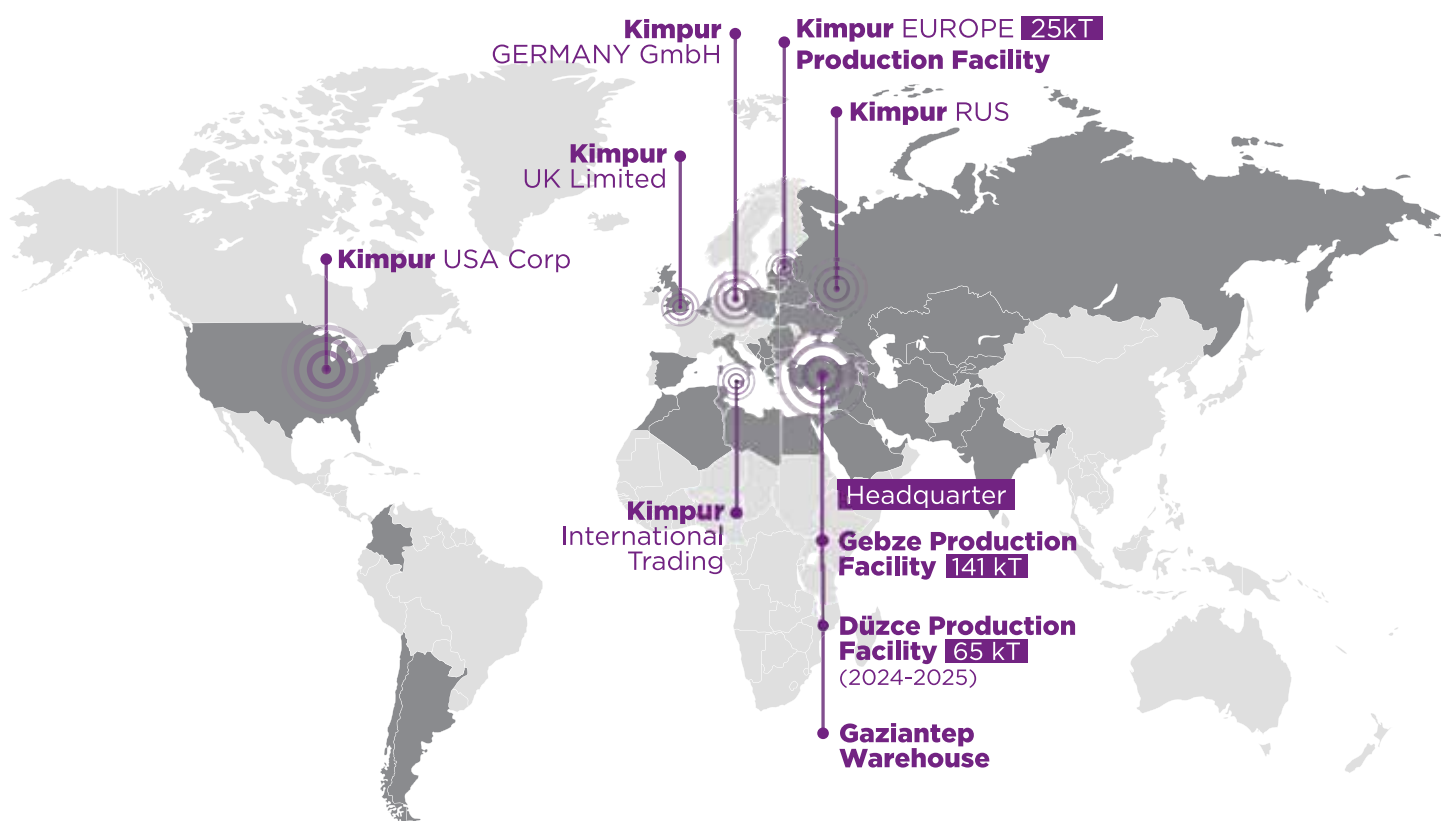 Kimpur
GERMANY GmbH
Kimpur EUROPE 25kT
Production Facility
Kimpur RUS
Kimpur
UK Limited
Kimpur USA Corp
Headquarter
Kimpur
International
Trading
Gebze Production
Facility 141 kT
Düzce Production
Facility 65 kT
(2024-2025)
Gaziantep
Warehouse